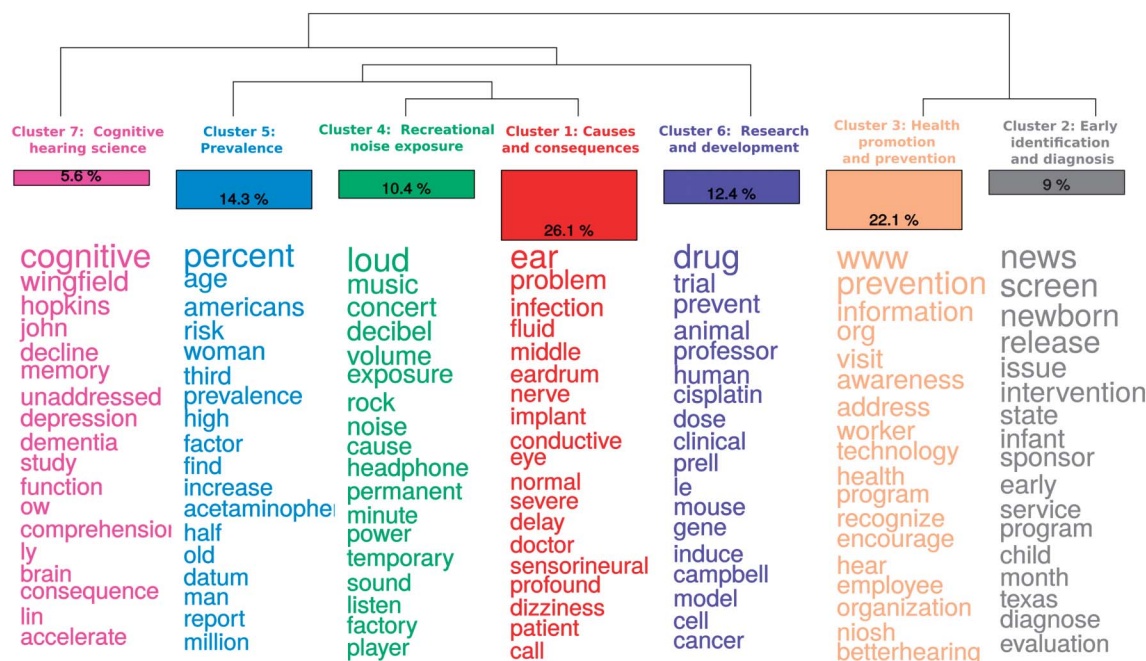 Cluster 7: Cognitive
hearing science
5.6 %
cognitive
wingfield
hopkins
john
decline
memory
unaddressed
depression
dementia
study
function
ow
comprehension
ly
brain
consequence
lin
accelerate
Cluster 5:
Prevalence
14.3 %
percent
age
americans
risk
woman
third
prevalence
high
factor
find
increase
acetaminophe
half
old
datum
man
report
million
Cluster 4: Recreational
noise exposure
10.4 %
loud
music
concert
decibel
volume
exposure
rock
noise
cause
headphone
permanent
minute
power
temporary
sound
listen
factory
player
Cluster 1: Causes
and consequences
26.1 %
ear
problem
infection
fluid
middle
eardrum
nerve
implant
conductive
eye
normal
severe
delay
doctor
sensorineural
profound
dizziness
patient
call
Cluster 6: Research
and development
12.4 %
drug
trial
prevent
animal
professor
human
cisplatin
dose
clinical
prell
le
mouse
gene
induce
campbell
model
cell
cancer
Cluster 3: Health
promotion
and prevention
22.1 %
www
prevention
information
org
visit
awareness
address
worker
technology
health
program
recognize
encourage
hear
employee
organization
niosh
betterhearing
Cluster 2: Early
identification
and diagnosis
9 %
news
screen
newborn
release
issue
intervention
state
infant
sponsor
early
service
program
child
month
texas
diagnose
evaluation